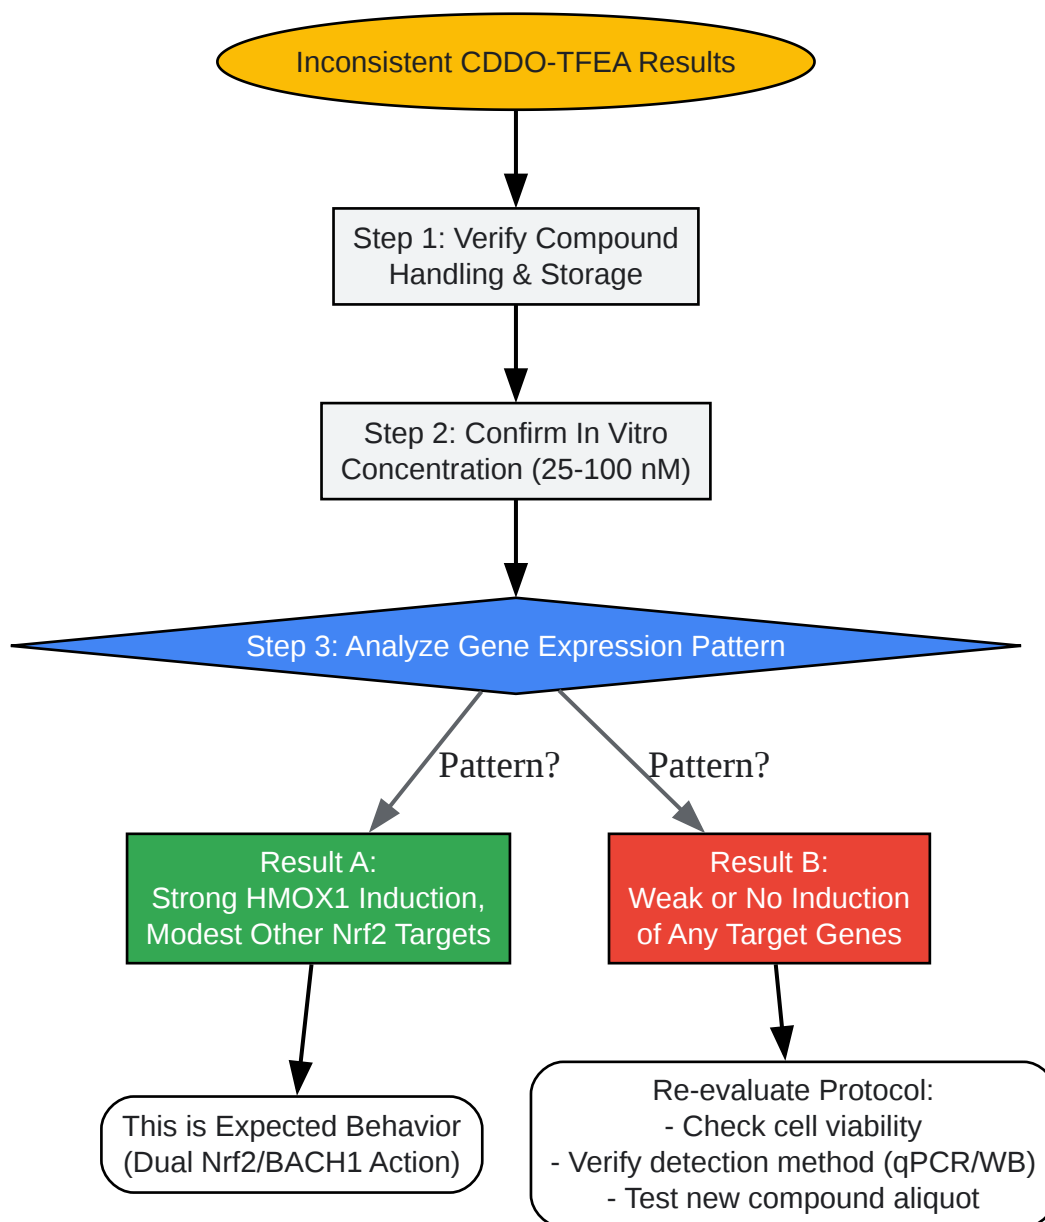 Inconsistent CDDO-TFEA Results
Step 1: Verify Compound
Handling & Storage
Step 2: Confirm In Vitro
Concentration (25-100 nM)
Step 3: Analyze Gene Expression Pattern
Pattern?
Pattern?
Result A:
Strong HMOX1 Induction,
Modest Other Nrf2 Targets
Result B:
Weak or No Induction
of Any Target Genes
This is Expected Behavior
(Dual Nrf2/BACH1 Action)
Re-evaluate Protocol:
- Check cell viability
- Verify detection method (qPCR/WB)
- Test new compound aliquot